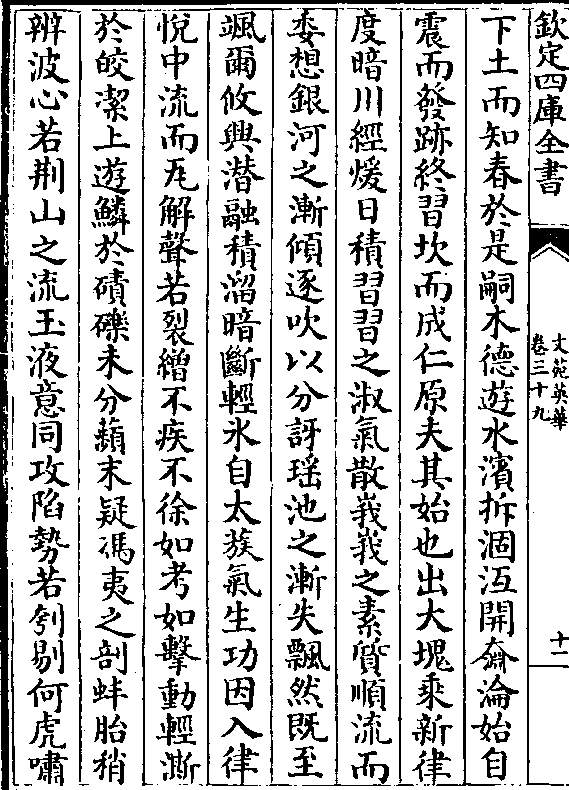 欽定四庫全書
文苑英華
卷三十九
十二
下土而知春於是嗣木德遊水濱拆涸冱開奫淪始自
震而發跡終習坎而成仁原夫其始也出大塊乘新律
度暗川經煖日積習習之淑氣散峩峩之素質順流而
委想銀河之漸傾逐吹以分訝瑶池之漸失飄然既至
颯爾攸興潜融積溜暗斷輕氷自太蔟氣生功因入律
悅中流而瓦解聲若裂繒不疾不徐如考如擊動輕澌
於皎潔上遊鱗於磧礫未分蘋末疑馮夷之剖蚌胎稍
辨波心若荆山之流玉液意同攻陷勢若刳剔何虎嘯